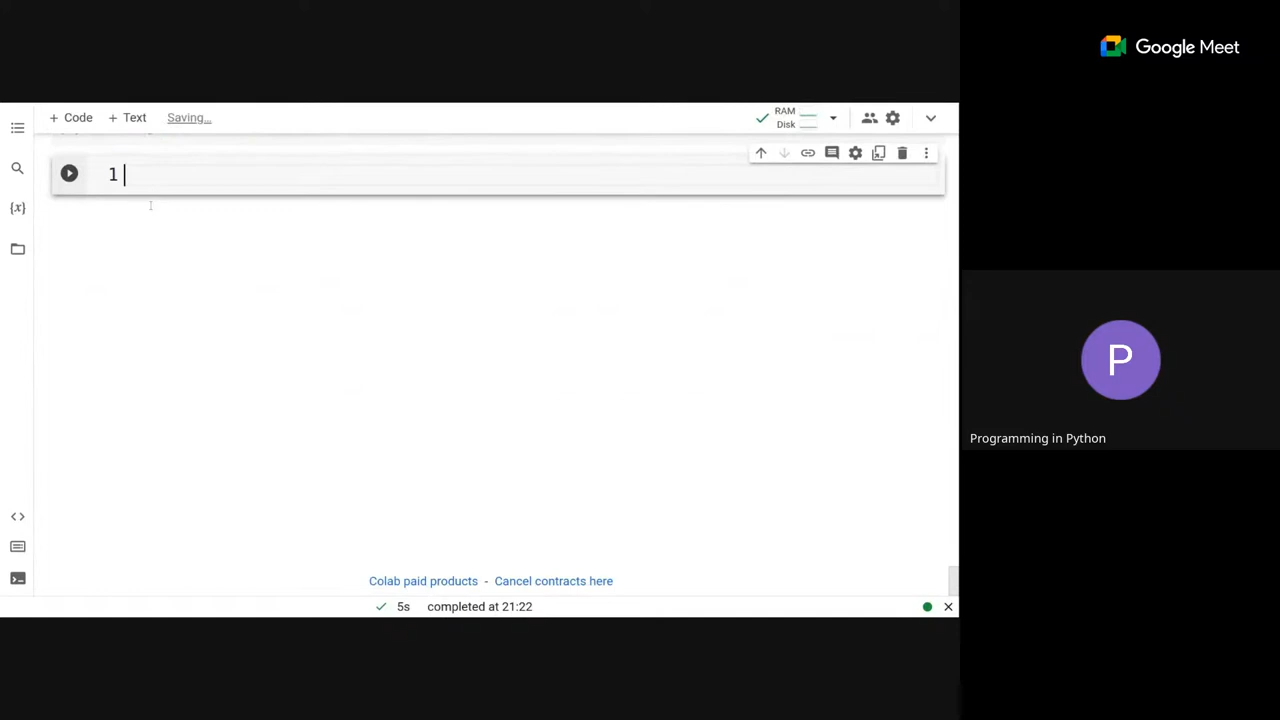 Google Meet
+ Code + Text Saving... RAM
Disk
1
{x}
P
Programming in Python
Colab paid products - Cancel contracts here
5s completed at 21:22